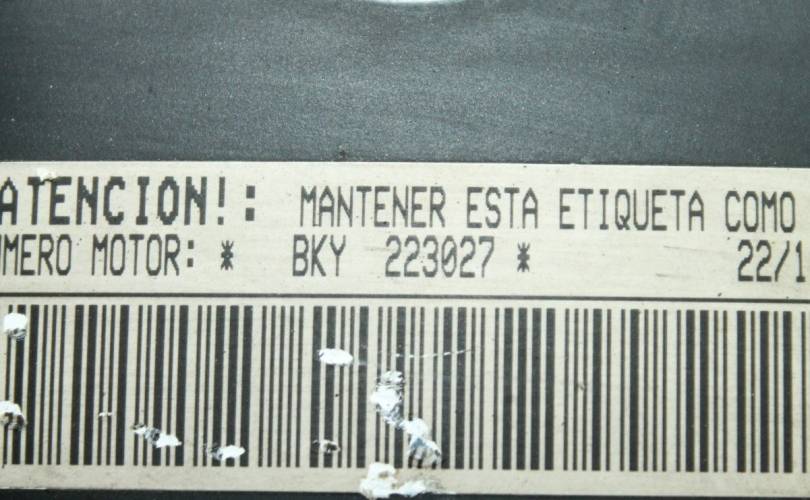 ATENCION!: MANTENER ESTA ETIQUETA COMO
UMERO MOTOR: * BKY 223027 * 22/1